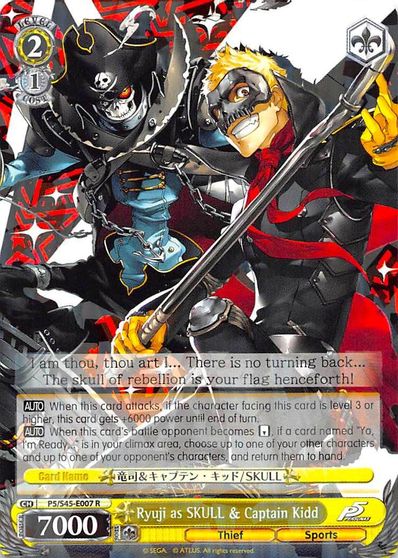 LEVEL
2
1
COST
I am thou, thou art I... There is no turning back...
The skull of rebellion is your flag henceforth!
AUTO When this card attacks, if the character facing this card is level 3 or
higher, this card gets +6000 power until end of turn.
AUTO When this card's battle opponent becomes, if a card named "Yo,
I'm Ready..." is in your climax area, choose up to one of your other characters
and up to one of your opponent's characters, and return them to hand.
Card Name 竜司&キャプテン・キッド/SKULL
CH P5/S45-E007 R
Ryuji as SKULL & Captain Kidd
7000
Thief Sports
P5 PERSONA5
© SEGA. © ATLUS. All rights reserved.